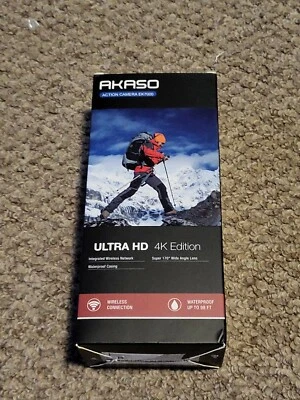 AKASO
ACTION CAMERA EK7000
ULTRA HD 4K Edition
Integrated Wireless Network Super 170° Wide Angle Lens
Waterproof Casing
WIRELESS CONNECTION
WATERPROOF UP TO 98 FT